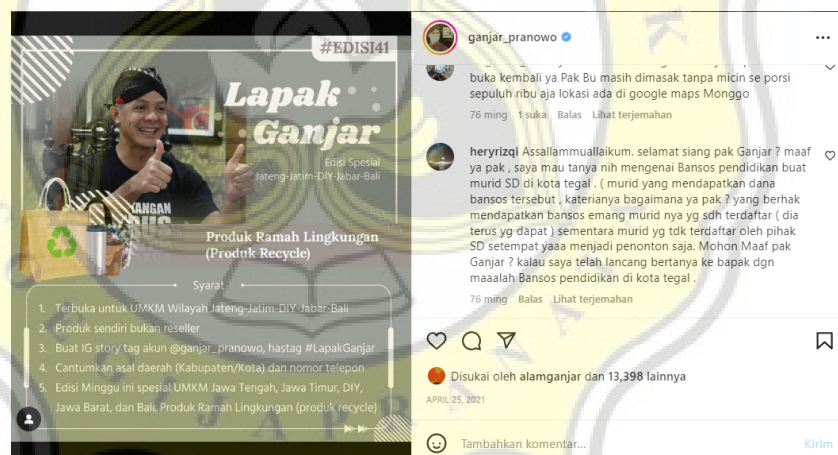 #EDISI41
Lapak
Ganjar
Edisi Spesial
Jateng-Jatim-DIY-Jabar-Bali
Produk Ramah Lingkungan
(Produk Recycle)
Syarat
1. Terbuka untuk UMKM Wilayah Jateng-Jatim-DIY-Jabar-Bali
2. Produk sendiri bukan reseller
3. Buat IG story tag akun @ganjar_pranowo, hastag #LapakGanjar
4. Cantumkan asal daerah (Kabupaten/Kota) dan nomor telepon
5. Edisi Minggu ini spesial UMKM Jawa Tengah, Jawa Timur, DIY,
Jawa Barat, dan Bali, Produk Ramah Lingkungan (produk recycle)
ganjar_pranowo
buka kembali ya Pak Bu masih dimasak tanpa micin se porsi
sepuluh ribu aja lokasi ada di google maps Monggo
76 ming 1 suka Balas Lihat terjemahan
heryrizqi Assallammuallaikum. selamat siang pak Ganjar ? maaf
ya pak , saya mau tanya nih mengenai Bansos pendidikan buat
murid SD di kota tegal . ( murid yang mendapatkan dana
bansos tersebut , katerianya bagaimana ya pak ? yang berhak
mendapatkan bansos emang murid nya yg sdh terdaftar ( dia
terus yg dapat ) sementara murid yg tdk terdaftar oleh pihak
SD setempat yaaa menjadi penonton saja. Mohon Maaf pak
Ganjar ? kalau saya telah lancang bertanya ke bapak dgn
maaalah Bansos pendidikan di kota tegal .
76 ming Balas Lihat terjemahan
Disukai oleh alamganjar dan 13,398 lainnya
APRIL 25, 2021
Tambahkan komentar...
Kirim